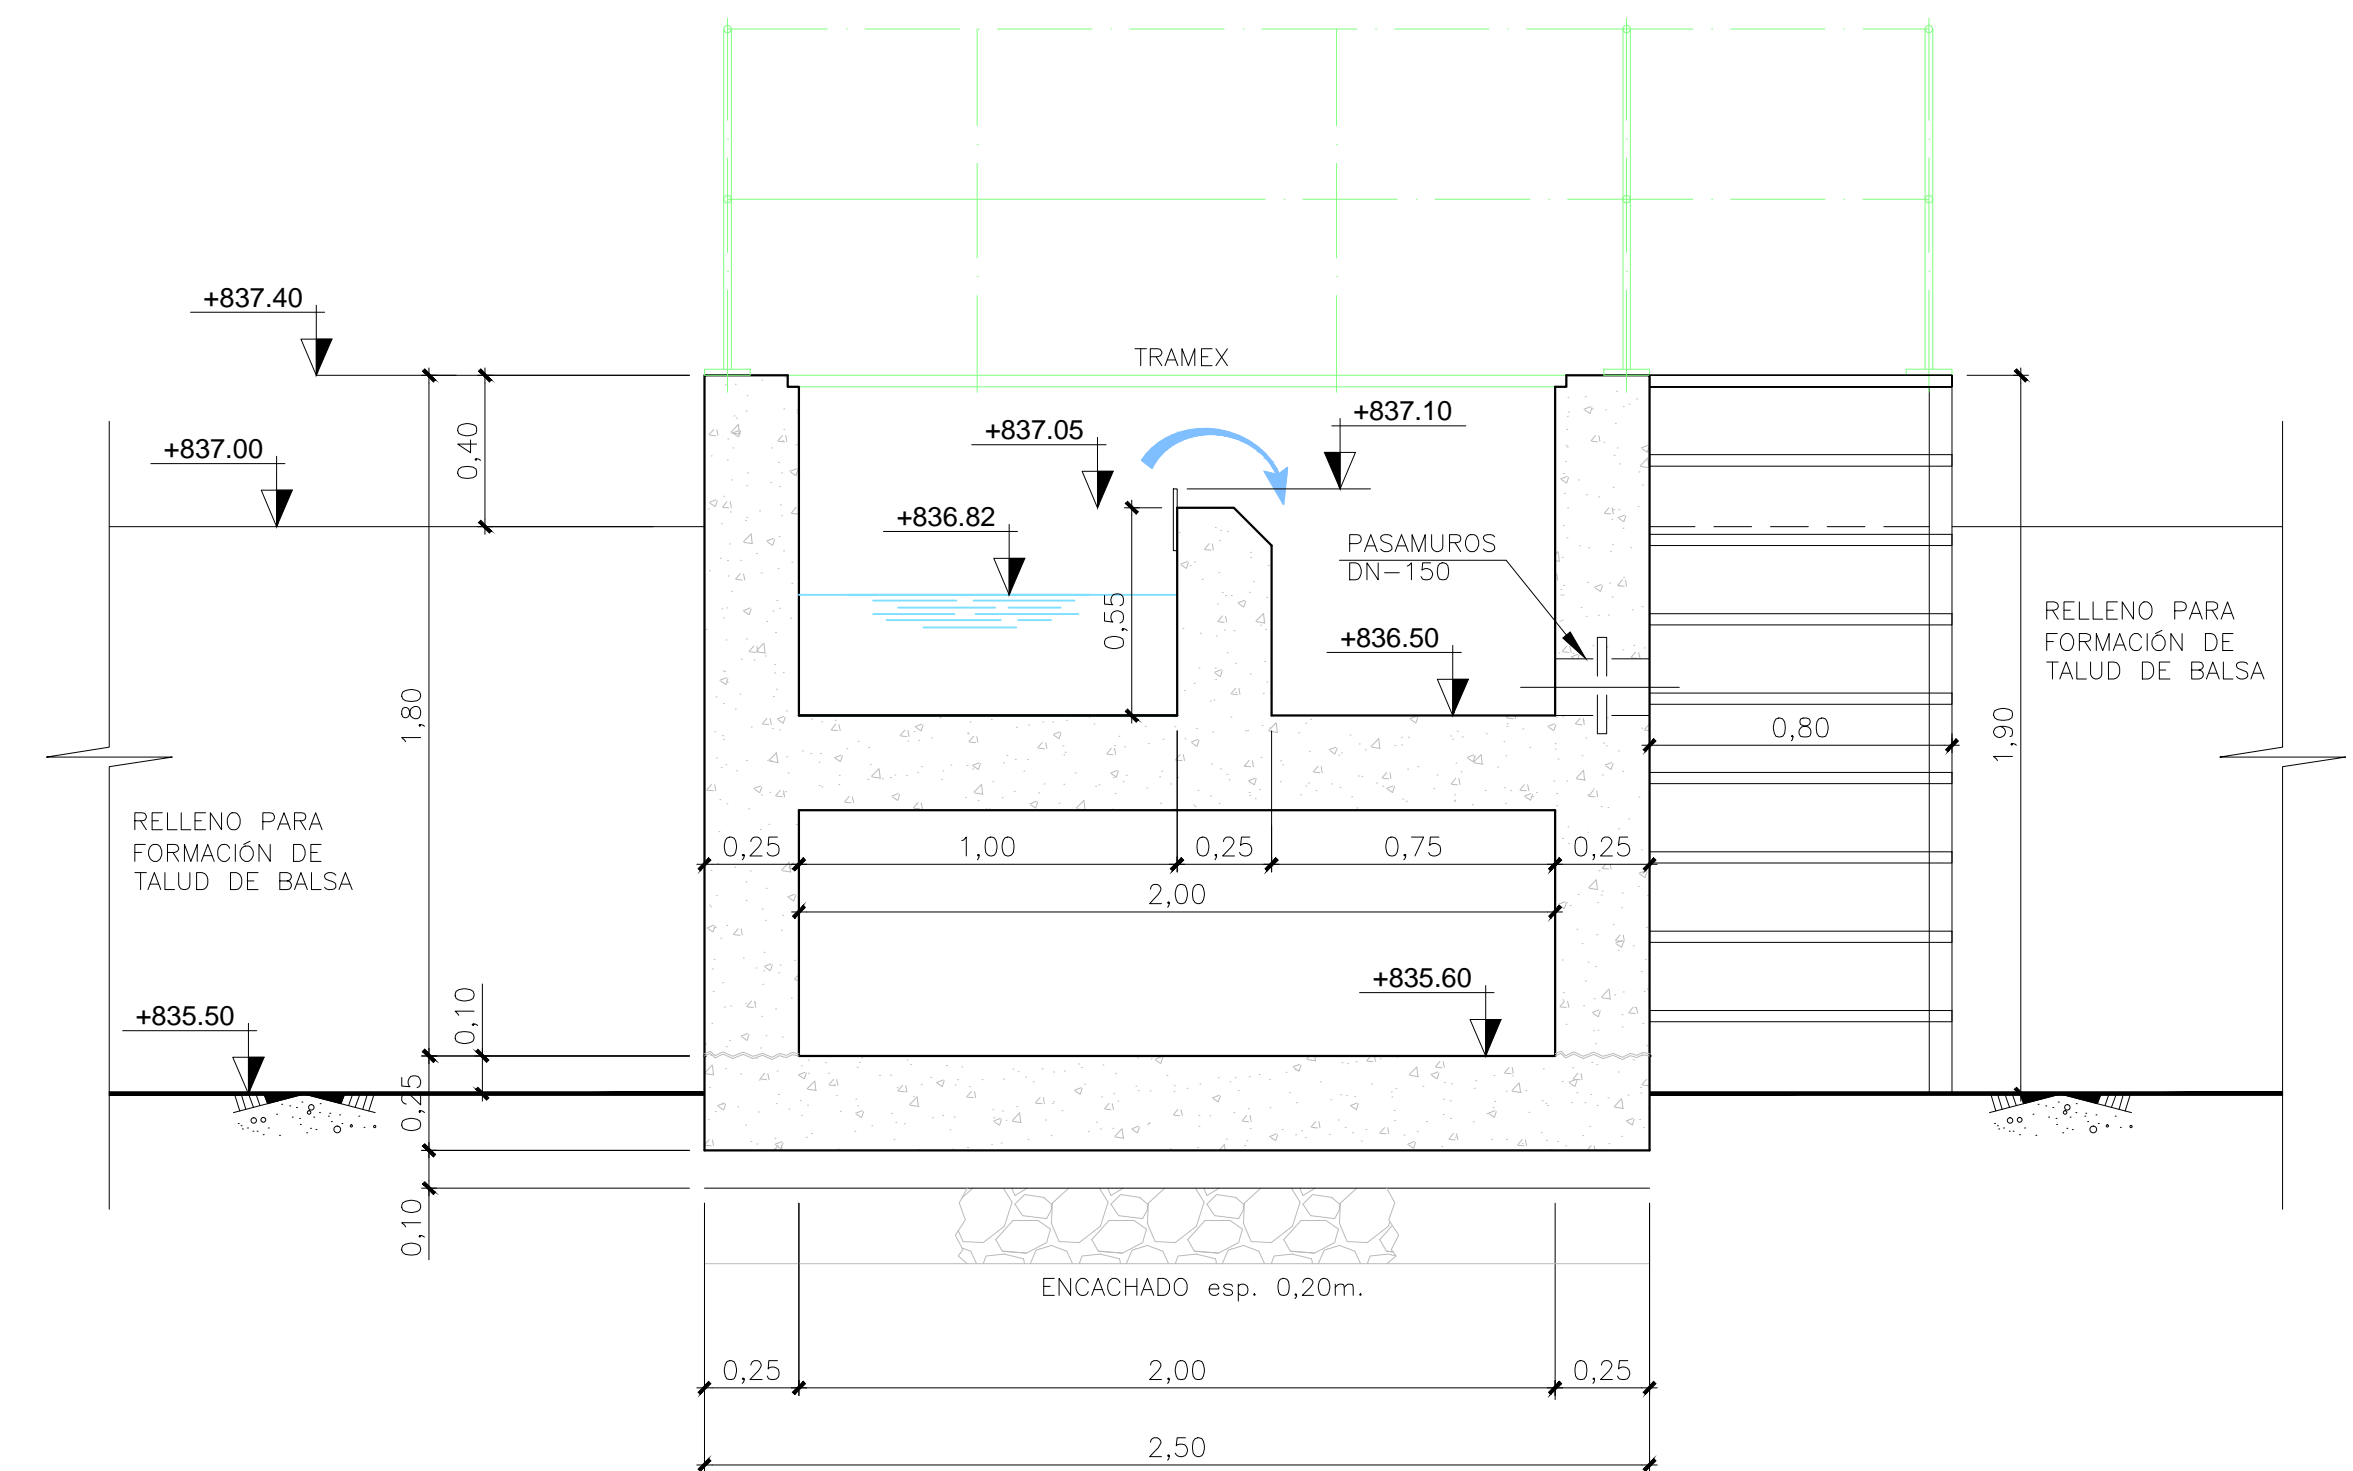 +837.40
TRAMEX
+837.10
+837.05
0,40
+837.00
+836.82
PASAMUROS
DN-150
0,55
+836.50
RELLENO PARA
FORMACIÓN DE
TALUD DE BALSA
1,80
0,80
1,90
RELLENO PARA
FORMACIÓN DE
TALUD DE BALSA
0,25
1,00
0,25
0,75
0,25
2,00
+835.60
+835.50
0,10
0,25
0,10
ENCACHADO esp. 0,20m.
0,25
2,00
0,25
2,50